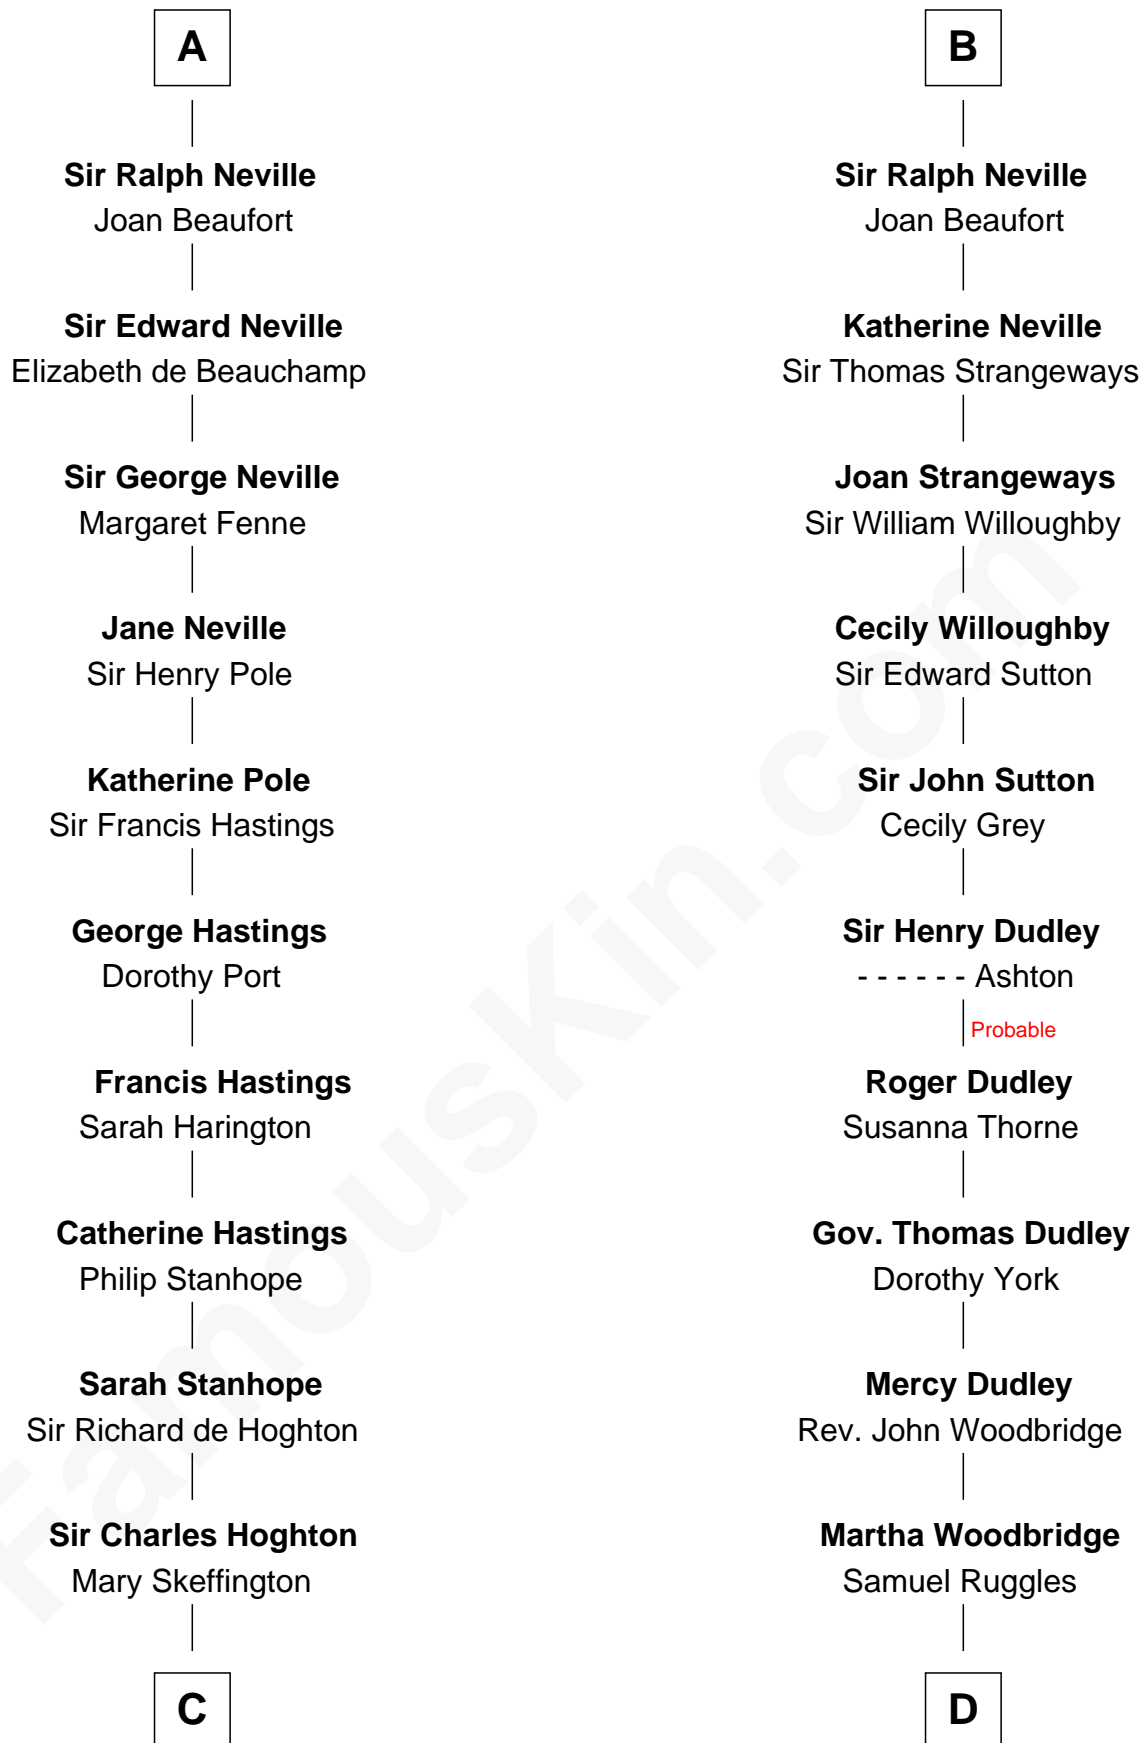 A
Sir Ralph Neville
Joan Beaufort
Sir Edward Neville
Elizabeth de Beauchamp
Sir George Neville
Margaret Fenne
Jane Neville
Sir Henry Pole
Katherine Pole
Sir Francis Hastings
George Hastings
Dorothy Port
Francis Hastings
Sarah Harington
Catherine Hastings
Philip Stanhope
Sarah Stanhope
Sir Richard de Hoghton
Sir Charles Hoghton
Mary Skeffington
C
B
Sir Ralph Neville
Joan Beaufort
Katherine Neville
Sir Thomas Strangeways
Joan Strangeways
Sir William Willoughby
Cecily Willoughby
Sir Edward Sutton
Sir John Sutton
Cecily Grey
Sir Henry Dudley
- - - - - - Ashton
Probable
Roger Dudley
Susanna Thorne
Gov. Thomas Dudley
Dorothy York
Mercy Dudley
Rev. John Woodbridge
Martha Woodbridge
Samuel Ruggles
D
FamousKin.com